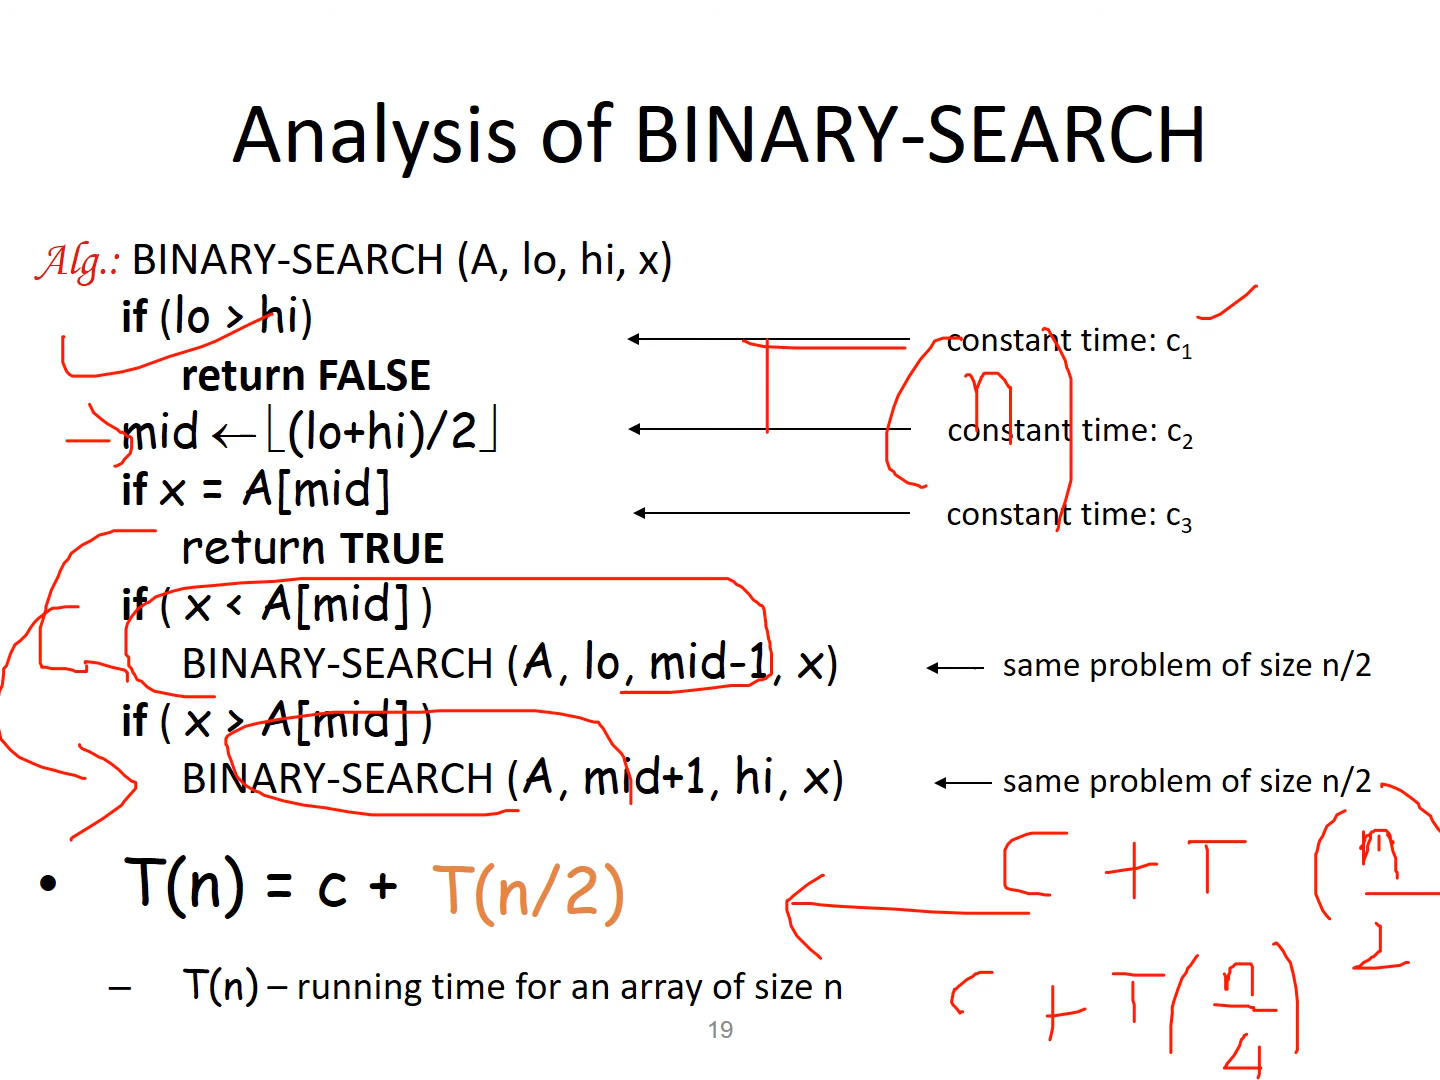 Analysis of BINARY-SEARCH
Alg.: BINARY-SEARCH (A, lo, hi, x)
if (lo > hi)
constant time: c1
return FALSE
mid ← ⌊(lo+hi)/2⌋
constant time: c2
if x = A[mid]
constant time: c3
return TRUE
if ( x < A[mid] )
BINARY-SEARCH (A, lo, mid-1, x)
same problem of size n/2
if ( x > A[mid] )
BINARY-SEARCH (A, mid+1, hi, x)
same problem of size n/2
• T(n) = c + T(n/2)
– T(n) – running time for an array of size n
19
T (n)
C + T (n/2)
C + T (n/4)